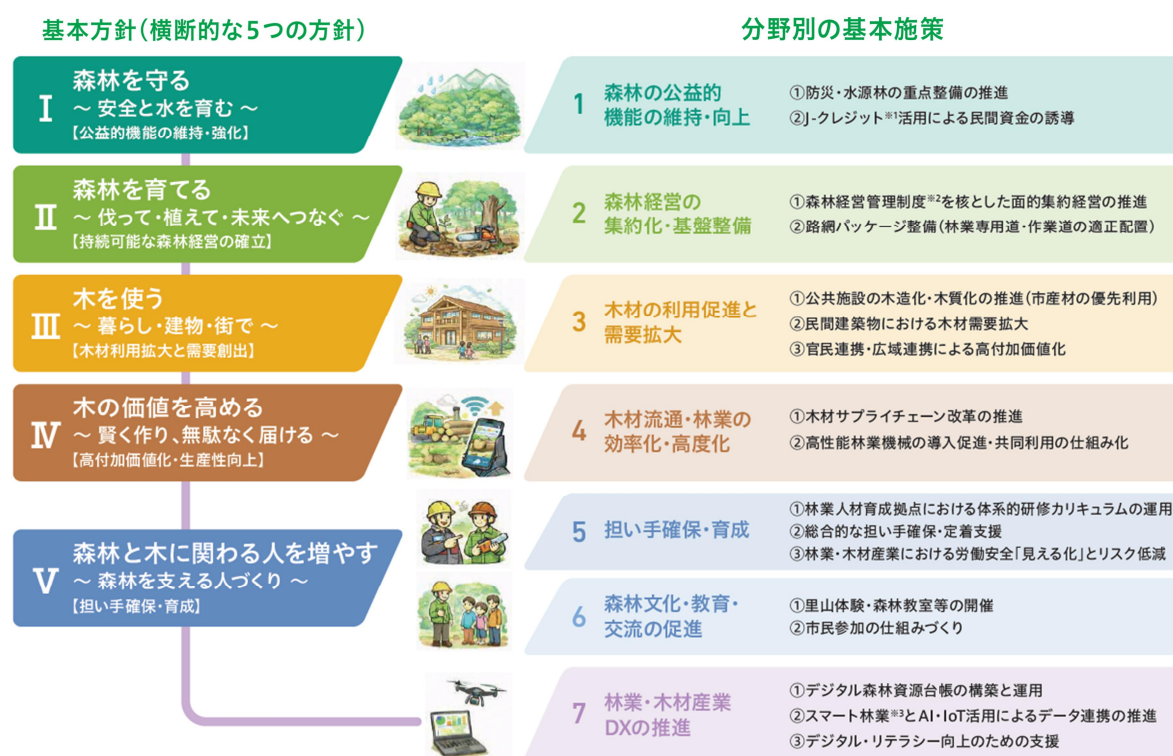 基本方針(横断的な5つの方針)
分野別の基本施策
Ⅰ
森林を守る
～ 安全と水を育む ～
【公益的機能の維持・強化】
1
森林の公益的
機能の維持・向上
①防災・水源林の重点整備の推進
②J-クレジット※1活用による民間資金の誘導
Ⅱ
森林を育てる
～ 伐って・植えて・未来へつなぐ ～
【持続可能な森林経営の確立】
2
森林経営の
集約化・基盤整備
①森林経営管理制度※2を核とした面的集約経営の推進
②路網パッケージ整備(林業専用道・作業道の適正配置)
Ⅲ
木を使う
～ 暮らし・建物・街で ～
【木材利用拡大と需要創出】
3
木材の利用促進と
需要拡大
①公共施設の木造化・木質化の推進(市産材の優先利用)
②民間建築物における木材需要拡大
③官民連携・広域連携による高付加価値化
Ⅳ
木の価値を高める
～ 賢く作り、無駄なく届ける ～
【高付加価値化・生産性向上】
4
木材流通・林業の
効率化・高度化
①木材サプライチェーン改革の推進
②高性能林業機械の導入促進・共同利用の仕組み化
Ⅴ
森林と木に関わる人を増やす
～ 森林を支える人づくり ～
【担い手確保・育成】
5
担い手確保・育成
①林業人材育成拠点における体系的研修カリキュラムの運用
②総合的な担い手確保・定着支援
③林業・木材産業における労働安全「見える化」とリスク低減
6
森林文化・教育・
交流の促進
①里山体験・森林教室等の開催
②市民参加の仕組みづくり
7
林業・木材産業
DXの推進
①デジタル森林資源台帳の構築と運用
②スマート林業※3とAI・IoT活用によるデータ連携の推進
③デジタル・リテラシー向上のための支援